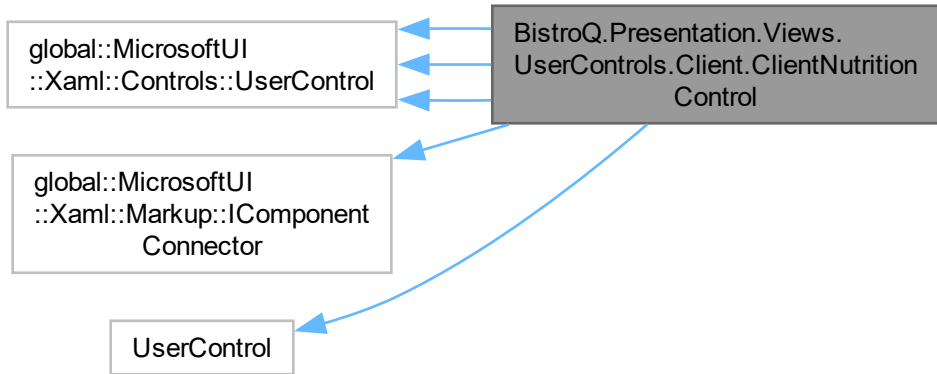 global::MicrosoftUI
::Xaml::Controls::UserControl
BistroQ.Presentation.Views.
UserControls.Client.ClientNutrition
Control
global::MicrosoftUI
::Xaml::Markup::IComponent
Connector
UserControl